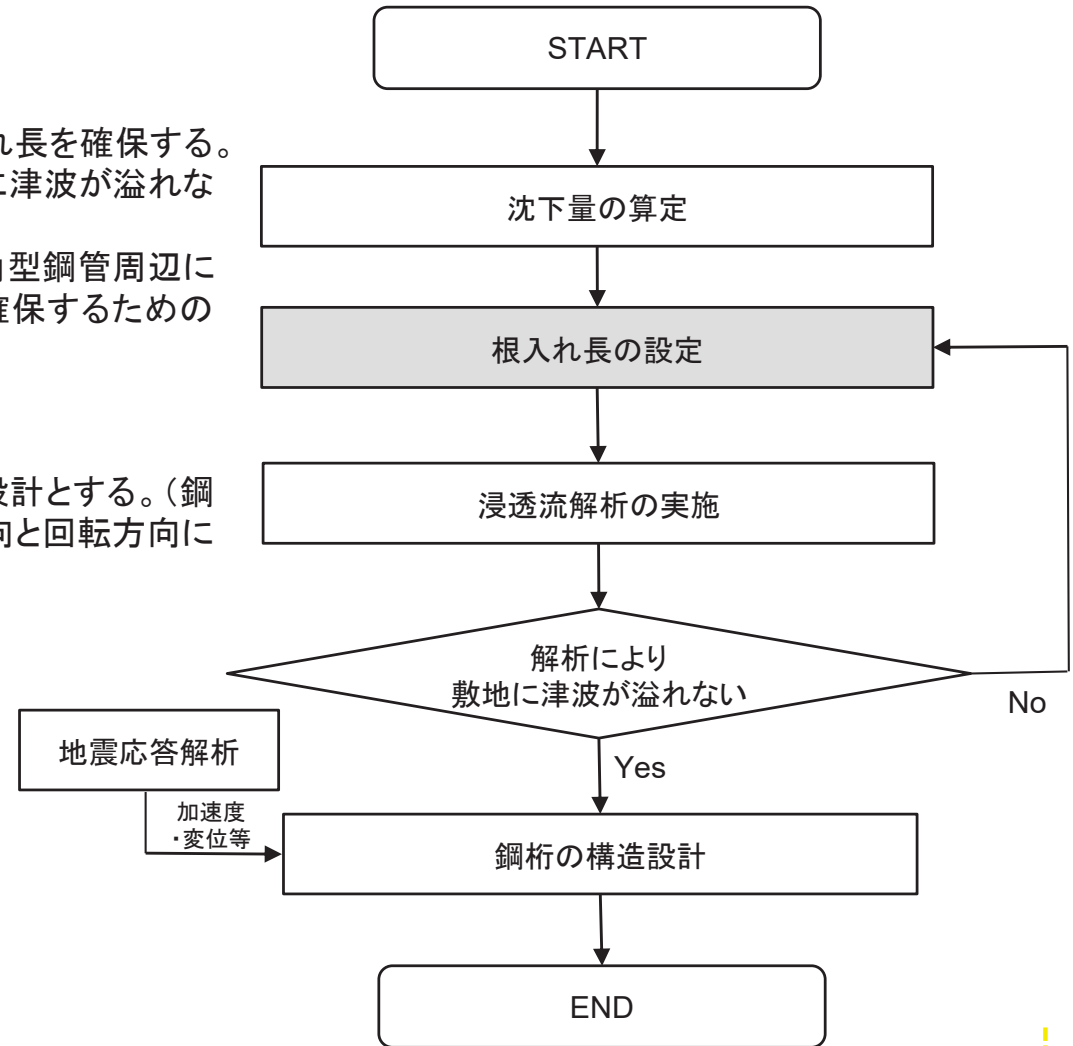 START
れ長を確保する。
に津波が溢れな
型鋼管周辺に
確保するための
設計とする。(鋼
向と回転方向に
沈下量の算定
根入れ長の設定
浸透流解析の実施
解析により
敷地に津波が溢れない
No
Yes
地震応答解析
加速度
・変位等
鋼桁の構造設計
END